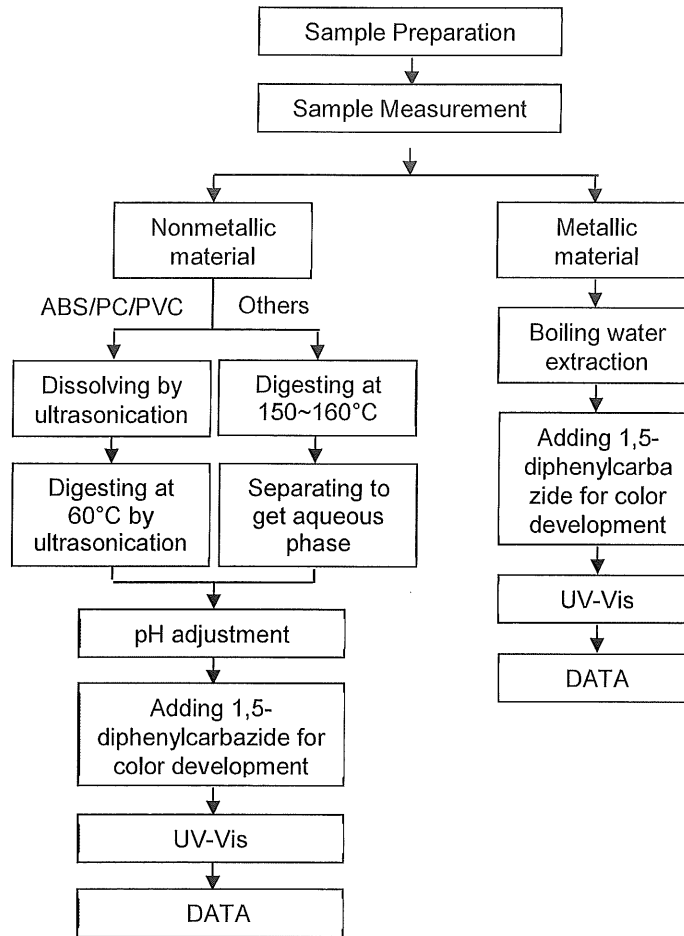 Sample Preparation
Sample Measurement
Nonmetallic
material
ABS/PC/PVC
Others
Dissolving by
ultrasonication
Digesting at
150~160°C
Digesting at
60°C by
ultrasonication
Separating to
get aqueous
phase
pH adjustment
Adding 1,5-
diphenylcarbazide for
color development
UV-Vis
DATA
Metallic
material
Boiling water
extraction
Adding 1,5-
diphenylcarba
zide for color
development
UV-Vis
DATA